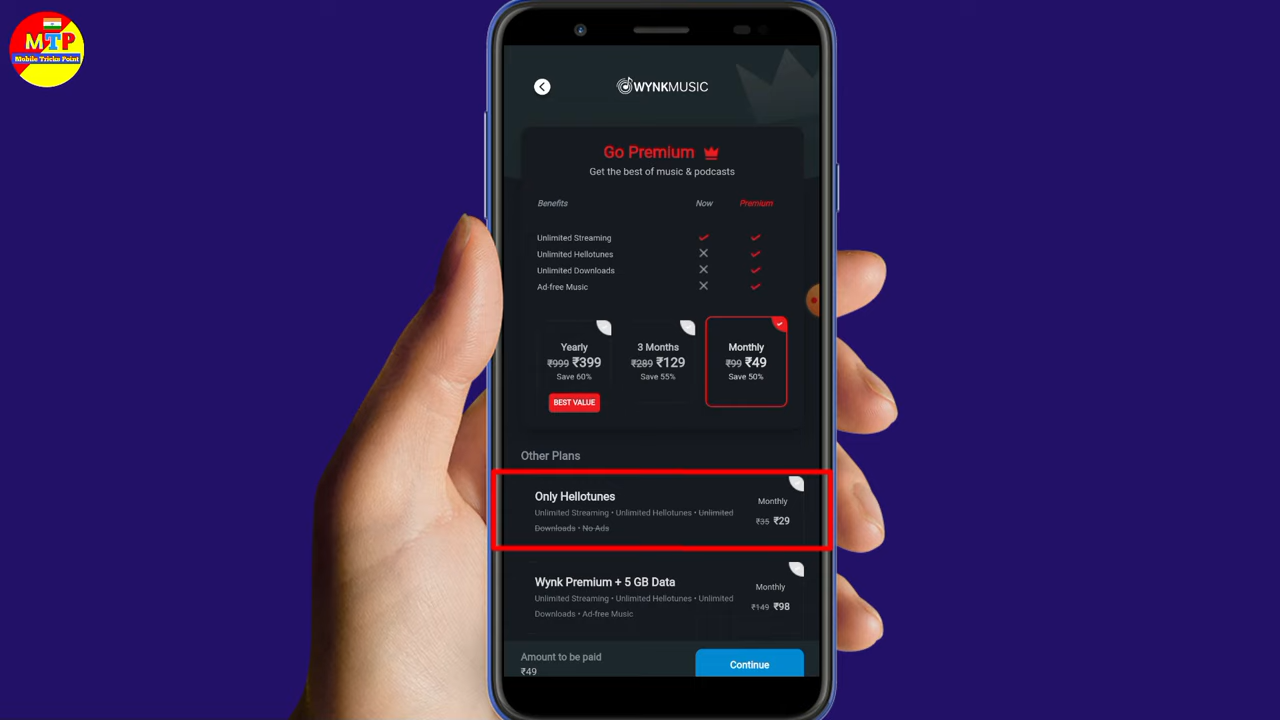 MTP
Mobile Tricks Point
WYNKMUSIC
Go Premium
Get the best of music & podcasts
Benefits Now Premium
Unlimited Streaming
Unlimited Hellotunes
Unlimited Downloads
Ad-free Music
Yearly
₹999 ₹399
Save 60%
BEST VALUE
3 Months
₹289 ₹129
Save 55%
Monthly
₹99 ₹49
Save 50%
Other Plans
Only Hellotunes
Unlimited Streaming • Unlimited Hellotunes • Unlimited
Downloads • No Ads
Monthly
₹35 ₹29
Wynk Premium + 5 GB Data
Unlimited Streaming • Unlimited Hellotunes • Unlimited
Downloads • Ad-free Music
Monthly
₹149 ₹98
Amount to be paid
₹49
Continue